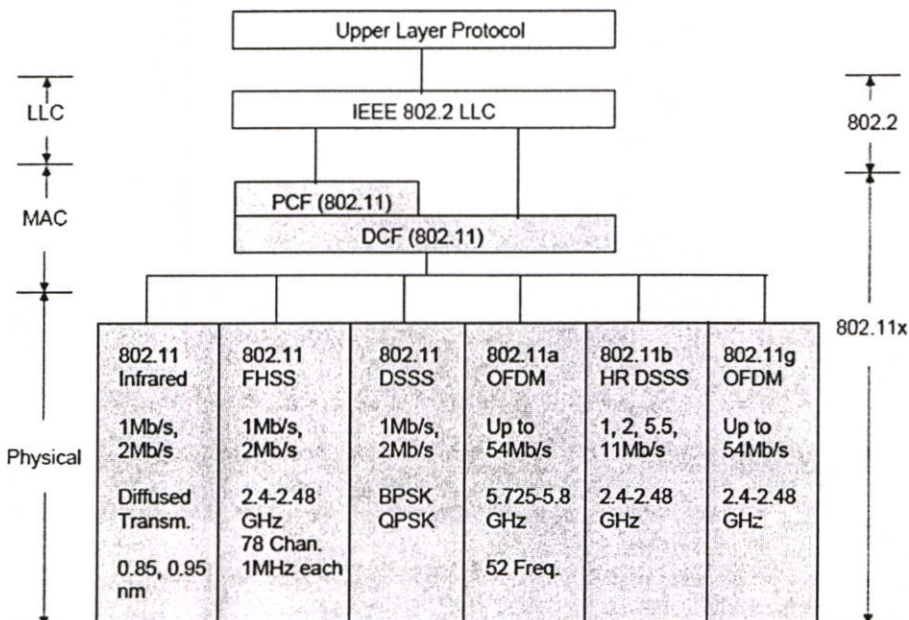 Upper Layer Protocol
LLC
IEEE 802.2 LLC
802.2
MAC
PCF (802.11)
DCF (802.11)
802.11x
Physical
802.11
Infrared
1Mb/s,
2Mb/s
Diffused
Transm.
0.85, 0.95
nm
802.11
FHSS
1Mb/s,
2Mb/s
2.4-2.48
GHz
78 Chan.
1MHz each
802.11
DSSS
1Mb/s,
2Mb/s
BPSK
QPSK
802.11a
OFDM
Up to
54Mb/s
5.725-5.8
GHz
52 Freq.
802.11b
HR DSSS
1, 2, 5.5,
11Mb/s
2.4-2.48
GHz
802.11g
OFDM
Up to
54Mb/s
2.4-2.48
GHz